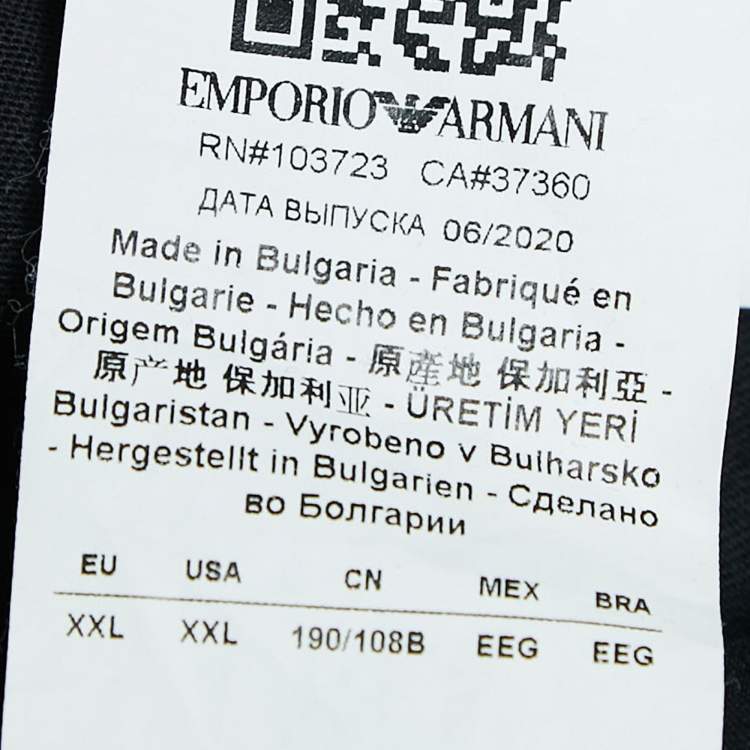 EMPORIO ARMANI
RN#103723 CA#37360
ДАТА ВЫПУСКА 06/2020
Made in Bulgaria - Fabriqué en
Bulgarie - Hecho en Bulgaria -
Origem Bulgária - 原產地 保加利亞 -
原产地 保加利亚 - ÜRETİM YERİ
Bulgaristan - Vyrobeno v Bulharsko
- Hergestellt in Bulgarien - Сделано
во Болгарии
EU USA CN MEX BRA
XXL XXL 190/108B EEG EEG